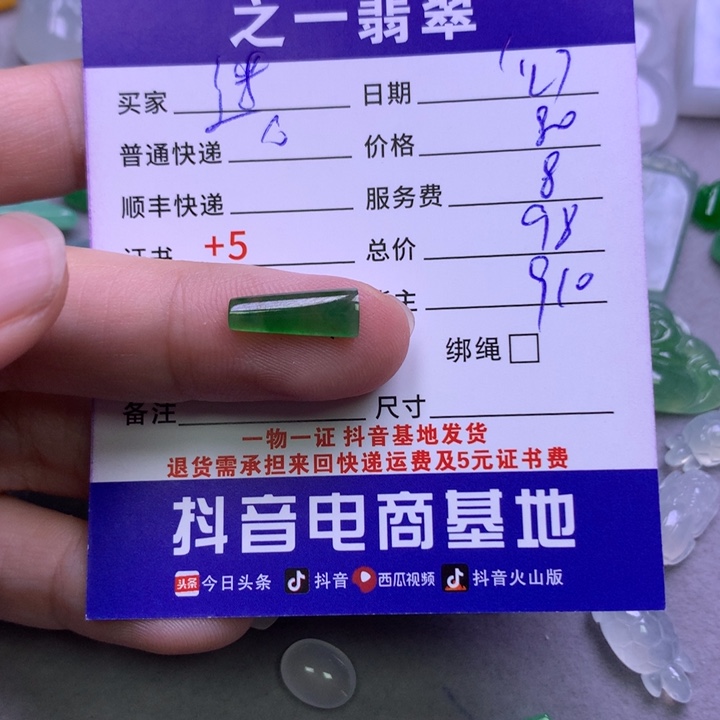 之一翡翠
买家 日期
普通快递 价格 80
顺丰快递 服务费 8
证书 +5 总价 98
主 910
绑绳
备注 尺寸
一物一证 抖音基地发货
退货需承担来回快递运费及5元证书费
抖音电商基地
头条 今日头条 抖音 西瓜视频 抖音火山版